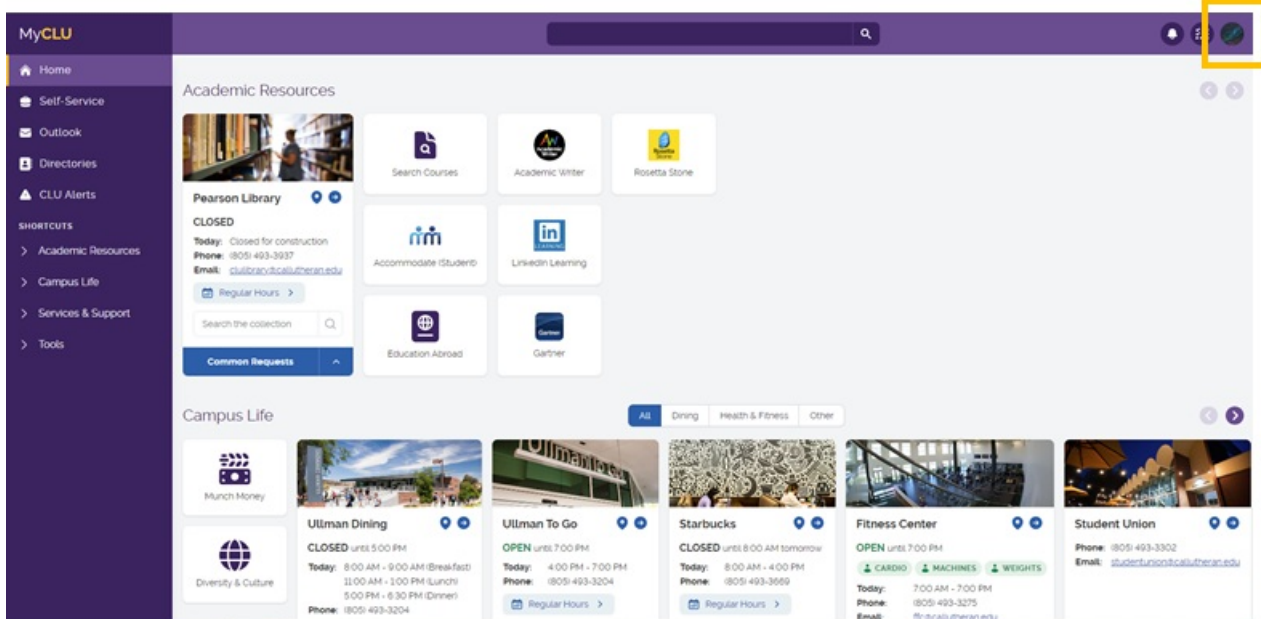 MyCLU
Home
Self-Service
Outlook
Directories
CLU Alerts
SHORTCUTS
Academic Resources
Campus Life
Services & Support
Tools
Academic Resources
Pearson Library
CLOSED
Today: Closed for construction
Phone: (805) 493-3937
Email: clulibrary@callutheran.edu
Regular Hours
Search the collection
Common Requests
Search Courses
Academic Writer
Rosetta Stone
Accommodate (Student)
LinkedIn Learning
Education Abroad
Gartner
Campus Life
All Dining Health & Fitness Other
Munch Money
Diversity & Culture
Ullman Dining
CLOSED until 5:00 PM
Today: 8:00 AM - 9:00 AM (Breakfast)
11:00 AM - 1:00 PM (Lunch)
5:00 PM - 6:30 PM (Dinner)
Phone: (805) 493-3204
Ullman To Go
Ullman To Go
OPEN until 7:00 PM
Today: 4:00 PM - 7:00 PM
Phone: (805) 493-3204
Regular Hours
Starbucks
CLOSED until 8:00 AM tomorrow
Today: 8:00 AM - 4:00 PM
Phone: (805) 493-3669
Regular Hours
Fitness Center
OPEN until 7:00 PM
CARDIO MACHINES WEIGHTS
Today: 7:00 AM - 7:00 PM
Phone: (805) 493-3275
Email: ffc@callutheran.edu
Student Union
Phone: (805) 493-3302
Email: studentunion@callutheran.edu